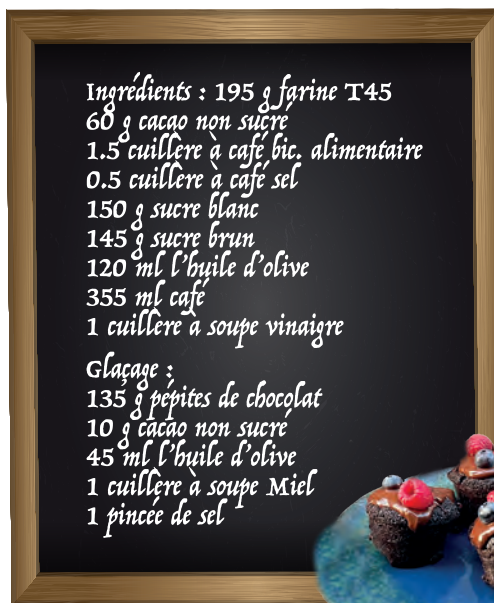 Ingrédients : 195 g farine T45
60 g cacao non sucré
1.5 cuillère à café bic. alimentaire
0.5 cuillère à café sel
150 g sucre blanc
145 g sucre brun
120 ml l'huile d'olive
355 ml café
1 cuillère a soupe vinaigre
Glaçage :
135 g pépites de chocolat
10 g cacao non sucré
45 ml l'huile d'olive
1 cuillère à soupe Miel
1 pincee de sel